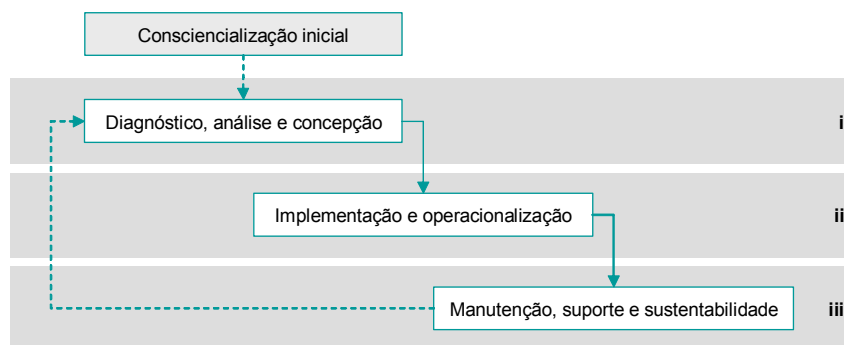 Consciencialização inicial
Diagnóstico, análise e concepção
i
Implementação e operacionalização
ii
Manutenção, suporte e sustentabilidade
iii